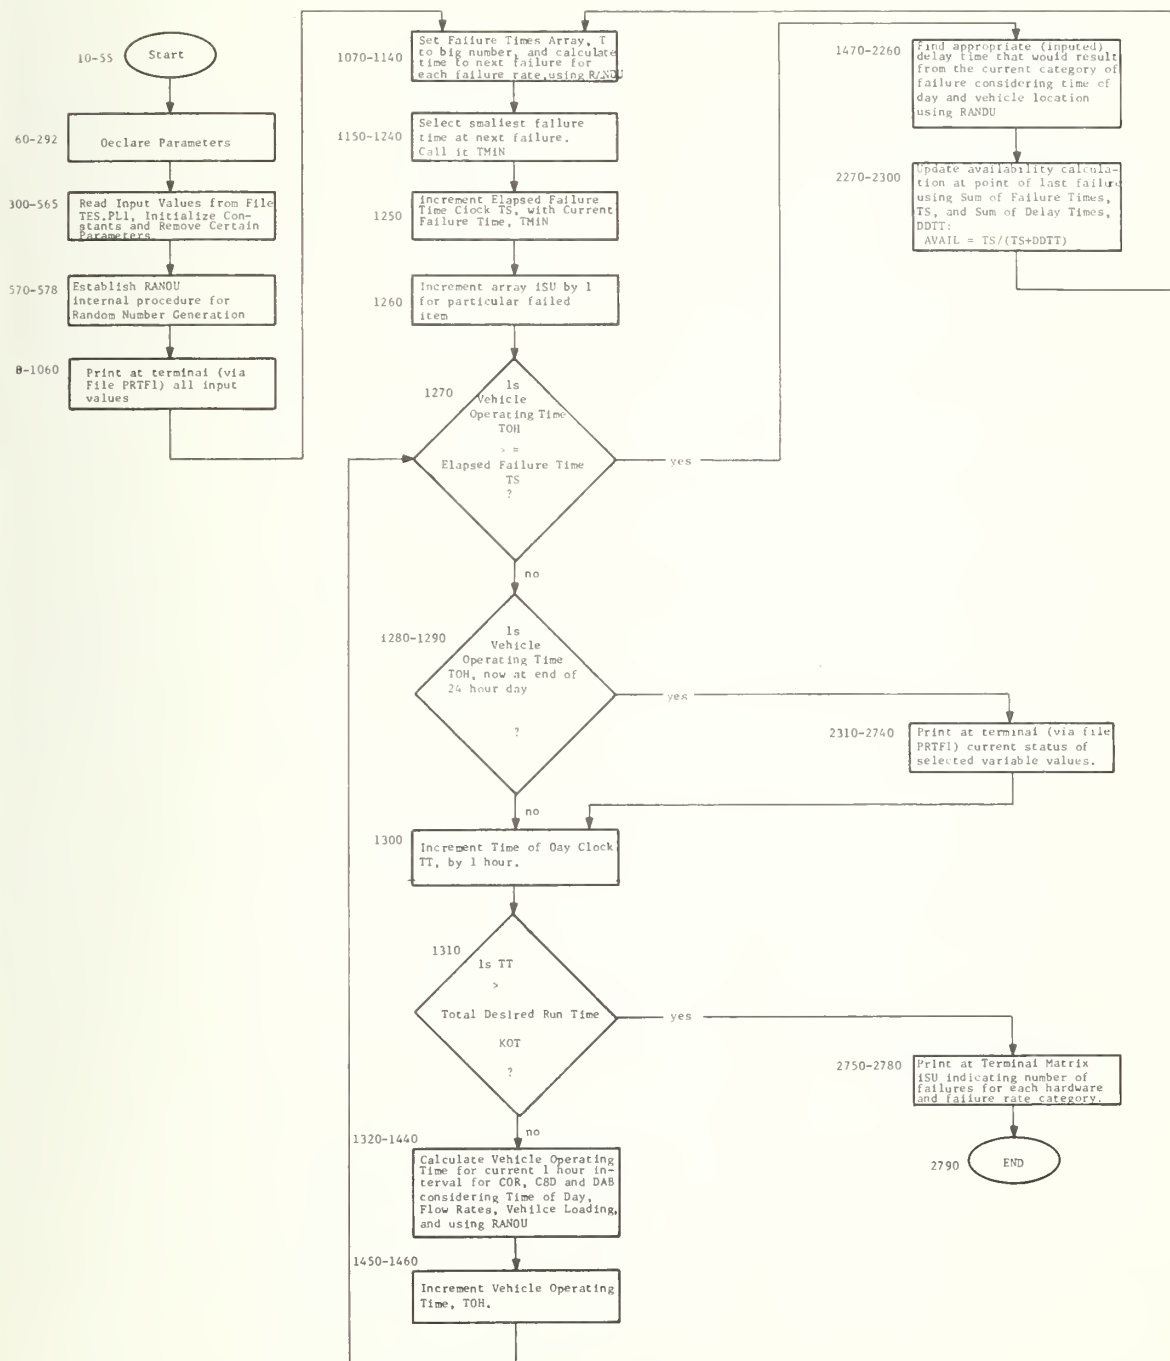 10-55
Start
60-292
Oeclare Parameters
300-565
Read Input Values from File
TES.PL1, Initialize Con-
stants and Remove Certain
Parameters
570-578
Establish RANOU
internal procedure for
Random Number Generation
8-1060
Print at terminal (via
File PRTF1) all input
values
1070-1140
Set Failure Times Array, T
to big number, and calculate
time to next failure for
each failure rate,using RANDU
1150-1240
Select smallest failure
time at next failure.
Call it TMIN
1250
increment Elapsed Failure
Time Clock TS, with Current
Failure Time, TMIN
1260
Increment array iSU by 1
for particular failed
item
1270
1s
Vehicle
Operating Time
TOH
> =
Elapsed Failure Time
TS
?
yes
no
1280-1290
1s
Vehicle
Operating Time
TOH, now at end of
24 hour day
?
yes
no
1300
Increment Time of Oay Clock
TT, by 1 hour.
1310
1s TT
>
Total Desired Run Time
KOT
?
yes
no
1320-1440
Calculate Vehicle Operating
Time for current 1 hour in-
terval for COR, C8D and DAB
considering Time of Day,
Flow Rates, Vehilce Loading,
and using RANOU
1450-1460
Increment Vehicle Operating
Time, TOH.
1470-2260
Find appropriate (inputed)
delay time that would result
from the current category of
failure considering time of
day and vehicle location
using RANDU
2270-2300
Update availability calcula-
tion at point of last failure
using Sum of Failure Times,
TS, and Sum of Delay Times,
DDTT:
AVAIL = TS/(TS+DDTT)
2310-2740
Print at terminal (via file
PRTF1) current status of
selected variable values.
2750-2780
Print at Terminal Matrix
iSU indicating number of
failures for each hardware
and failure rate category.
2790
END